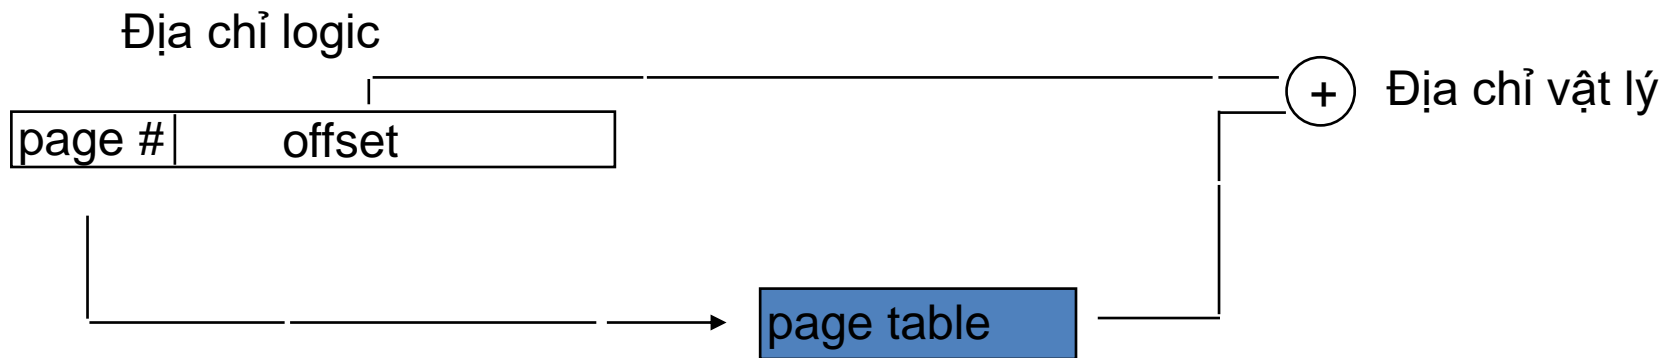 Địa chỉ logic
+
Địa chỉ vật lý
page #
offset
page table